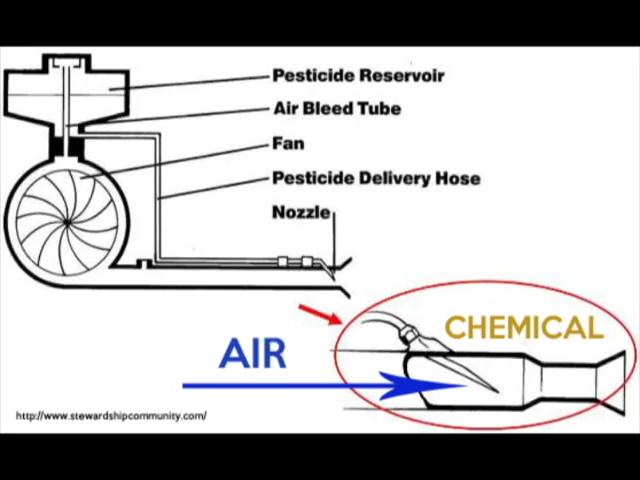 Pesticide Reservoir
Air Bleed Tube
Fan
Pesticide Delivery Hose
Nozzle
CHEMICAL
AIR
http://www.stewardshipcommunity.com/